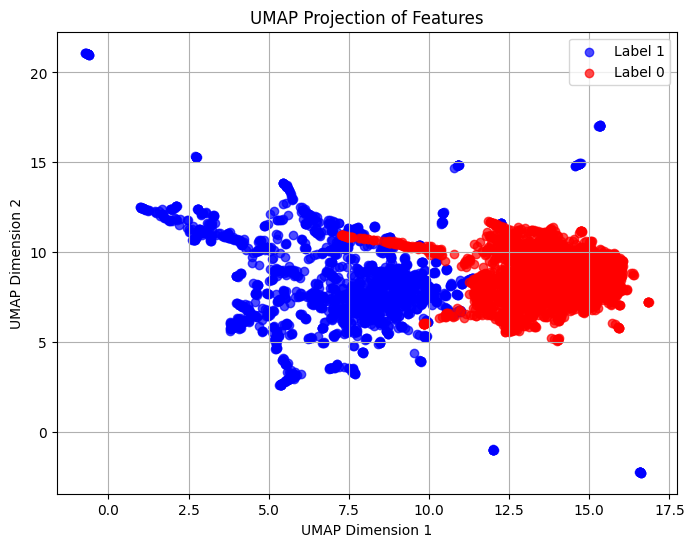 UMAP Projection of Features
Label 1
Label 0
UMAP Dimension 2
20
15
10
5
0
0.0 2.5 5.0 7.5 10.0 12.5 15.0 17.5
UMAP Dimension 1